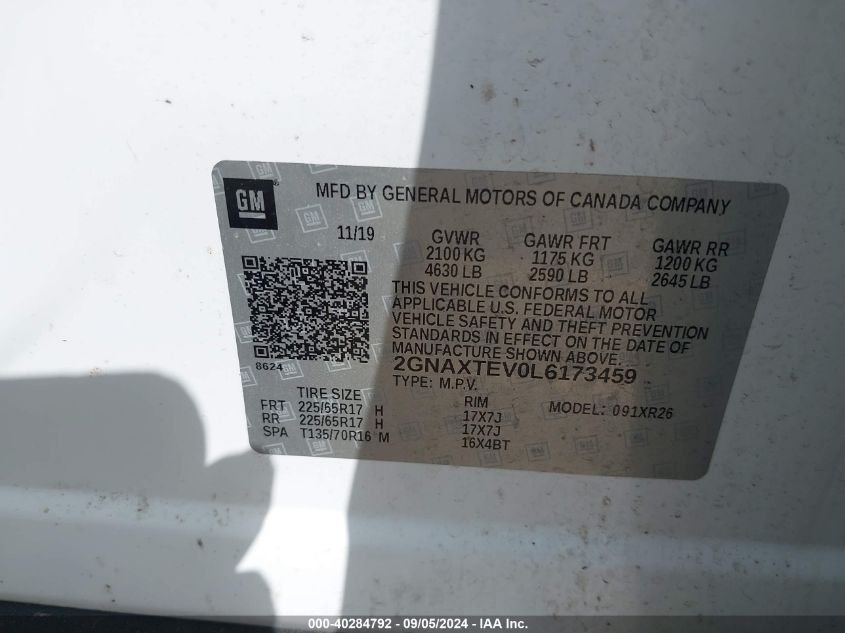 GM
MFD BY GENERAL MOTORS OF CANADA COMPANY
11/19 GVWR GAWR FRT GAWR RR
2100 KG 1175 KG 1200 KG
4630 LB 2590 LB 2645 LB
THIS VEHICLE CONFORMS TO ALL
APPLICABLE U.S. FEDERAL MOTOR
VEHICLE SAFETY AND THEFT PREVENTION
STANDARDS IN EFFECT ON THE DATE OF
MANUFACTURE SHOWN ABOVE.
8624
2GNAXTEV0L6173459
TYPE: M.P.V.
TIRE SIZE RIM MODEL: 091XR26
FRT 225/65R17 H 17X7J
RR 225/65R17 H 17X7J
SPA T135/70R16 M 16X4BT
000-40284792 - 09/05/2024 - IAA Inc.